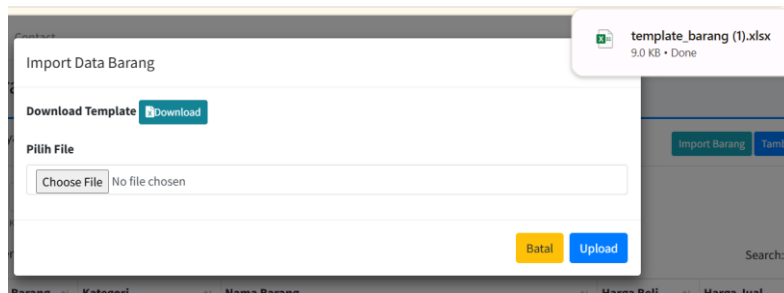 Contact
template_barang (1).xlsx
9.0 KB • Done
Import Data Barang
Download Template Download
Import Barang
Pilih File
Choose File No file chosen
Batal Upload
Search:
Barang Kategori Nama Barang Harga Beli Harga Jual